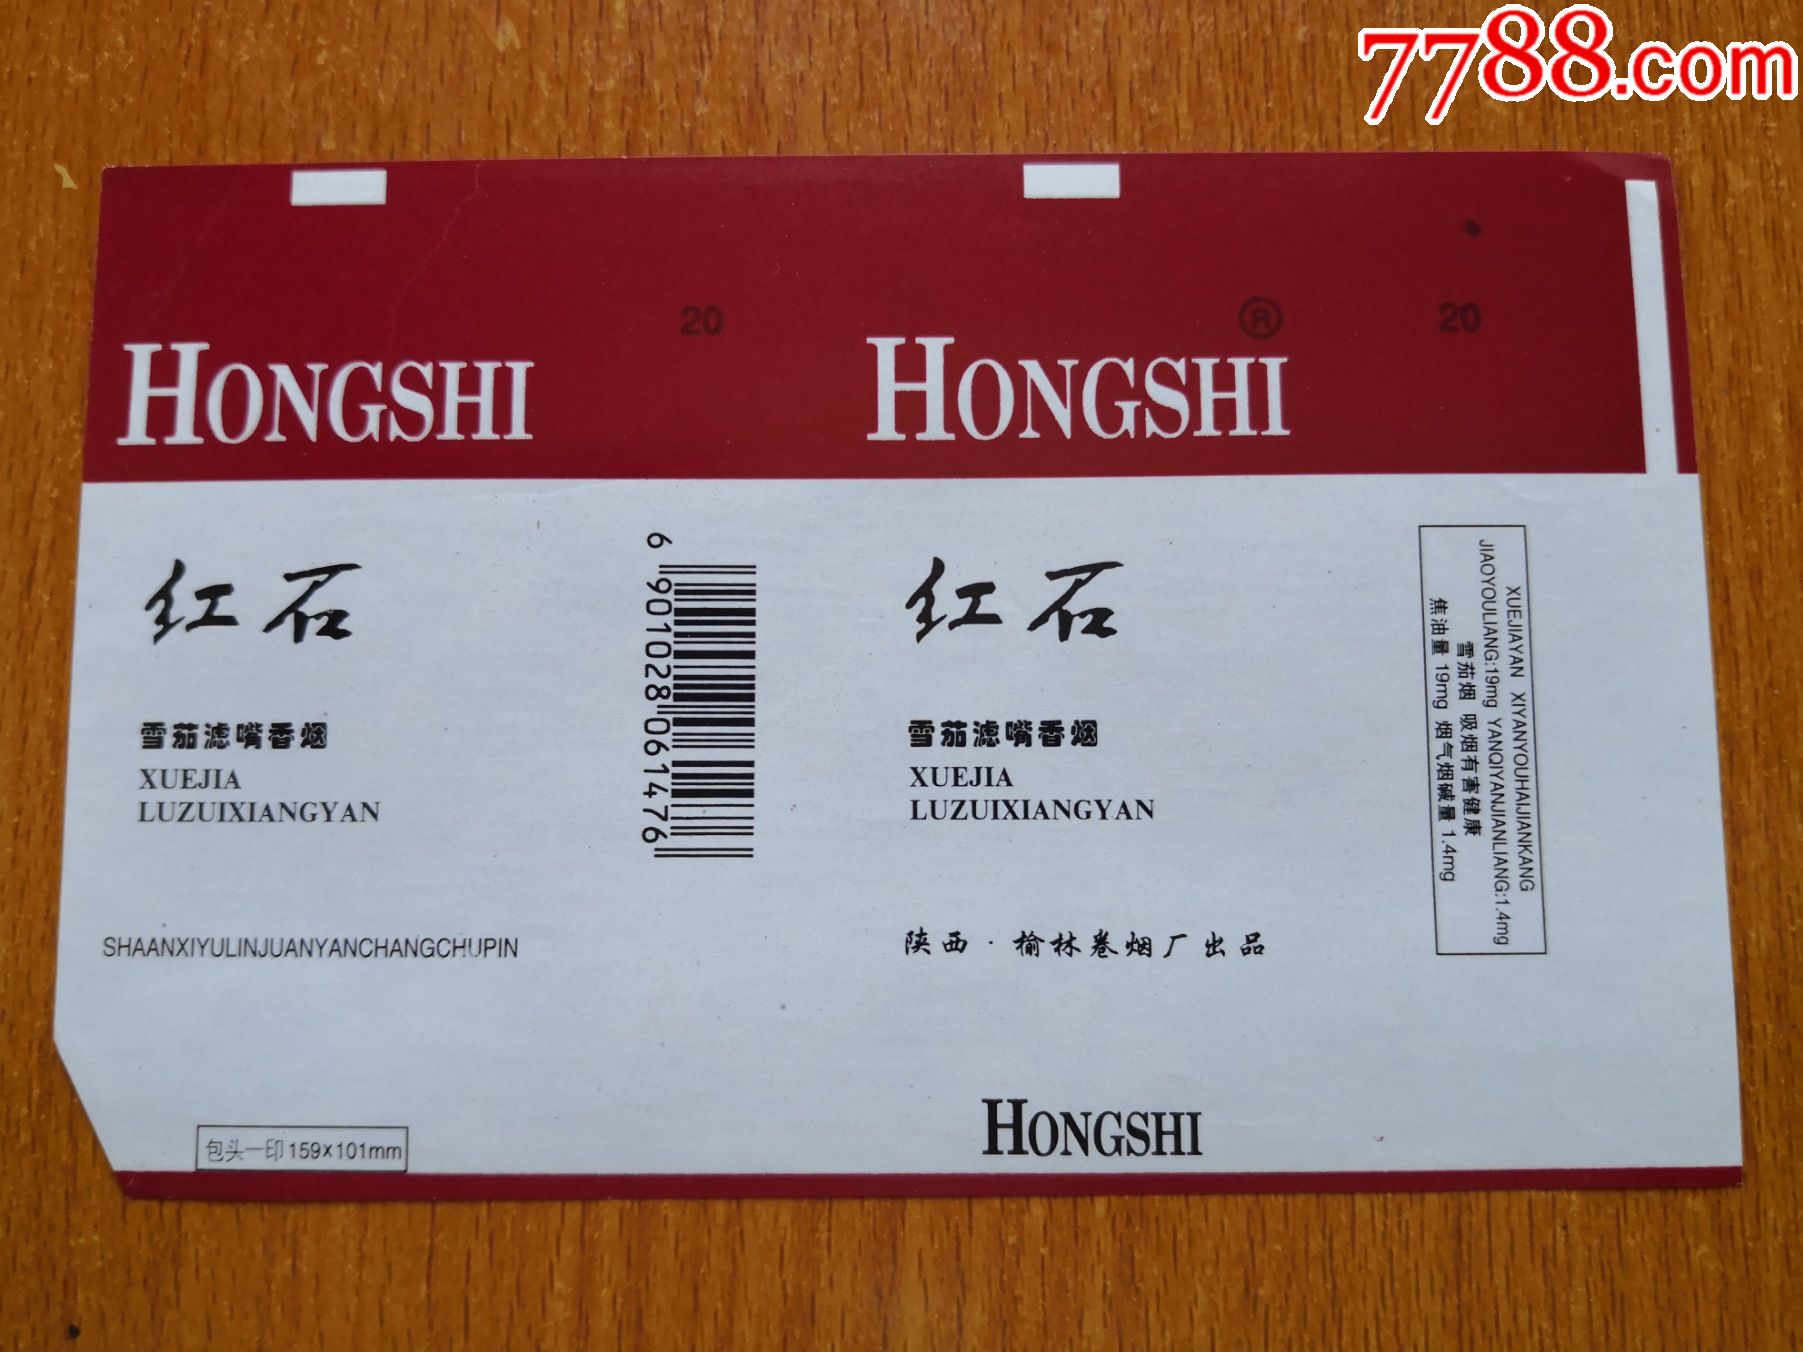 7788.com
20
®
20
HONGSHI
HONGSHI
红石
雪茄滤嘴香烟
XUEJIA
LUZUIXIANGYAN
SHAANXIYULINJUANYANCHANGCHUPIN
包头一印159×101mm
6 901028 061476
红石
雪茄滤嘴香烟
XUEJIA
LUZUIXIANGYAN
陕西·榆林卷烟厂出品
HONGSHI
XUEJIAYAN XIYANYOUHAIJIANKANG
JIAOYOULIANG:19mg YANQIYANJIANLIANG:1.4mg
雪茄烟 吸烟有害健康
焦油量 19mg 烟气烟碱量 1.4mg